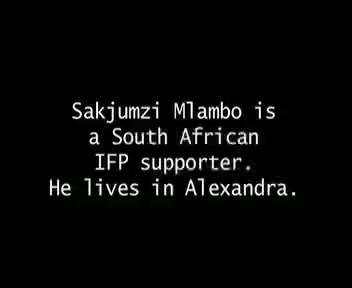 Sakjumzi Mlambo is
a South African
IFP supporter.
He lives in Alexandra.